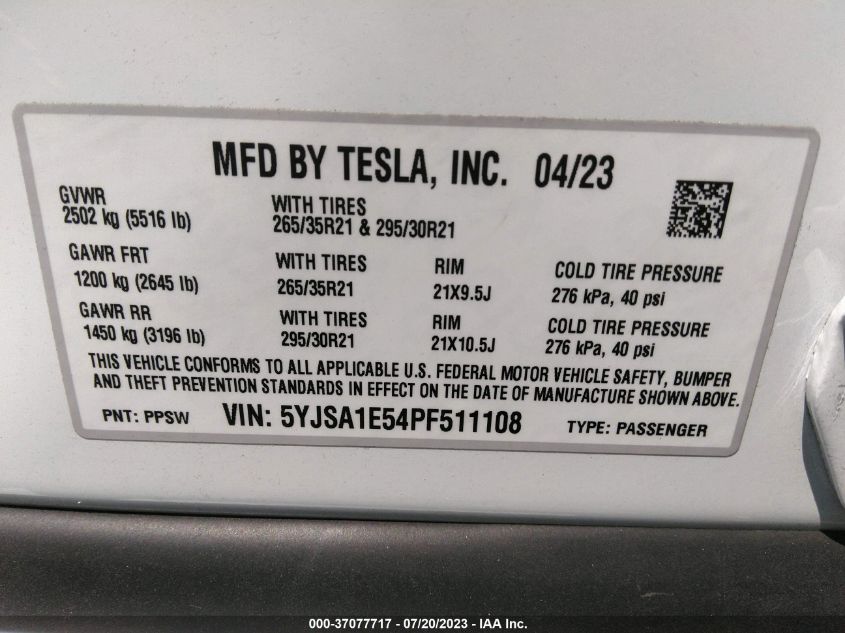 MFD BY TESLA, INC. 04/23
GVWR
2502 kg (5516 lb)
WITH TIRES
265/35R21 & 295/30R21
GAWR FRT
1200 kg (2645 lb)
WITH TIRES
265/35R21
RIM
21X9.5J
COLD TIRE PRESSURE
276 kPa, 40 psi
GAWR RR
1450 kg (3196 lb)
WITH TIRES
295/30R21
RIM
21X10.5J
COLD TIRE PRESSURE
276 kPa, 40 psi
THIS VEHICLE CONFORMS TO ALL APPLICABLE U.S. FEDERAL MOTOR VEHICLE SAFETY, BUMPER
AND THEFT PREVENTION STANDARDS IN EFFECT ON THE DATE OF MANUFACTURE SHOWN ABOVE.
PNT: PPSW VIN: 5YJSA1E54PF511108 TYPE: PASSENGER
000-37077717 - 07/20/2023 - IAA Inc.